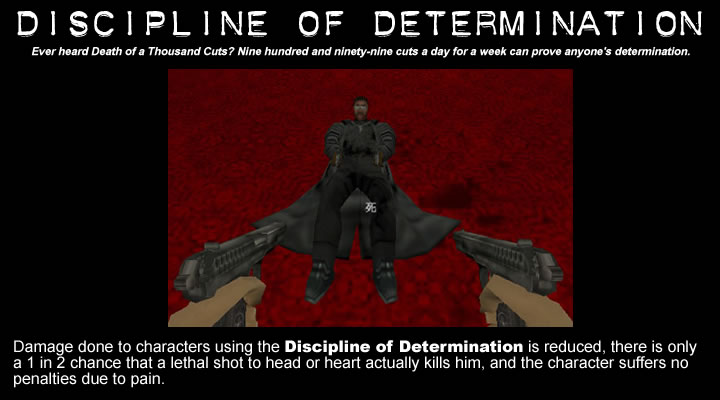 DISCIPLINE OF DETERMINATION
Ever heard Death of a Thousand Cuts? Nine hundred and ninety-nine cuts a day for a week can prove anyone's determination.
死
Damage done to characters using the Discipline of Determination is reduced, there is only
a 1 in 2 chance that a lethal shot to head or heart actually kills him, and the character suffers no
penalties due to pain.